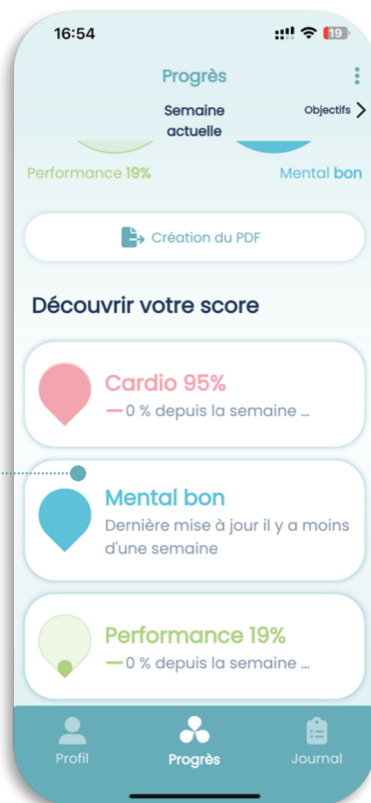 16:54
19
Progrès
Semaine
actuelle
Objectifs
Performance 19%
Mental bon
Création du PDF
Découvrir votre score
Cardio 95%
0 % depuis la semaine ...
Mental bon
Dernière mise à jour il y a moins
d'une semaine
Performance 19%
0 % depuis la semaine ...
Profil
Progrès
Journal